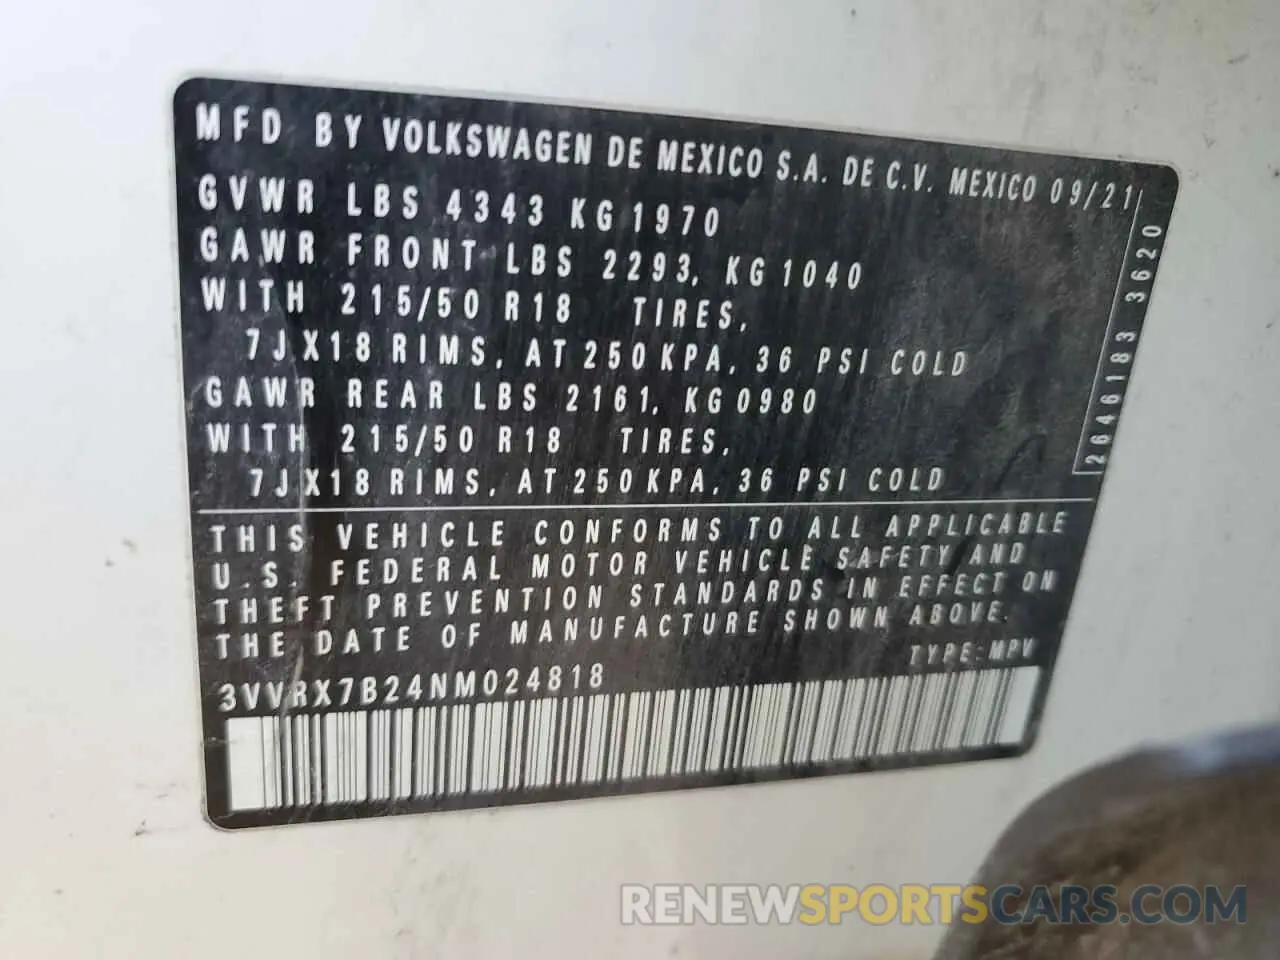 MFD BY VOLKSWAGEN DE MEXICO S.A. DE C.V. MEXICO 09/21
GVWR LBS 4343 KG 1970
GAWR FRONT LBS 2293, KG 1040
WITH 215/50 R18 TIRES,
7JX18 RIMS, AT 250 KPA, 36 PSI COLD
GAWR REAR LBS 2161, KG 0980
WITH 215/50 R18 TIRES,
7JX18 RIMS, AT 250 KPA, 36 PSI COLD
2646183 3620
THIS VEHICLE CONFORMS TO ALL APPLICABLE
U.S. FEDERAL MOTOR VEHICLE SAFETY AND
THEFT PREVENTION STANDARDS IN EFFECT ON
THE DATE OF MANUFACTURE SHOWN ABOVE.
TYPE: MPV
3VVRX7B24NM024818
RENEWSPORTSCARS.COM